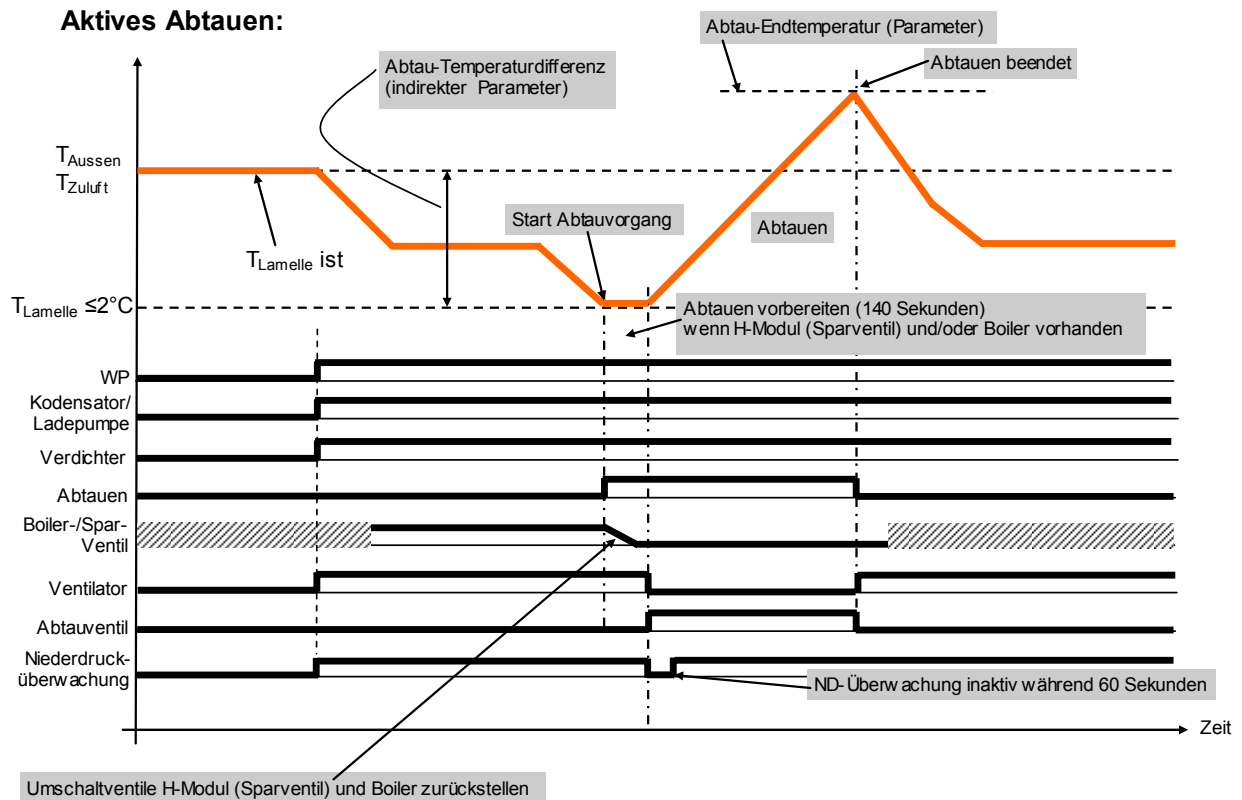 Aktives Abtauen:
Abtau-Endtemperatur (Parameter)
Abtauen beendet
Abtau-Temperaturdifferenz
(indirekter Parameter)
TAussen
TZuluft
Start Abtauvorgang
Abtauen
TLamelle ist
TLamelle ≤2°C
Abtauen vorbereiten (140 Sekunden)
wenn H-Modul (Sparventil) und/oder Boiler vorhanden
WP
Kodensator/
Ladepumpe
Verdichter
Abtauen
Boiler-/Spar-
Ventil
Ventilator
Abtauventil
Niederdruck-
überwachung
ND-Überwachung inaktiv während 60 Sekunden
Zeit
Umschaltventile H-Modul (Sparventil) und Boiler zurückstellen